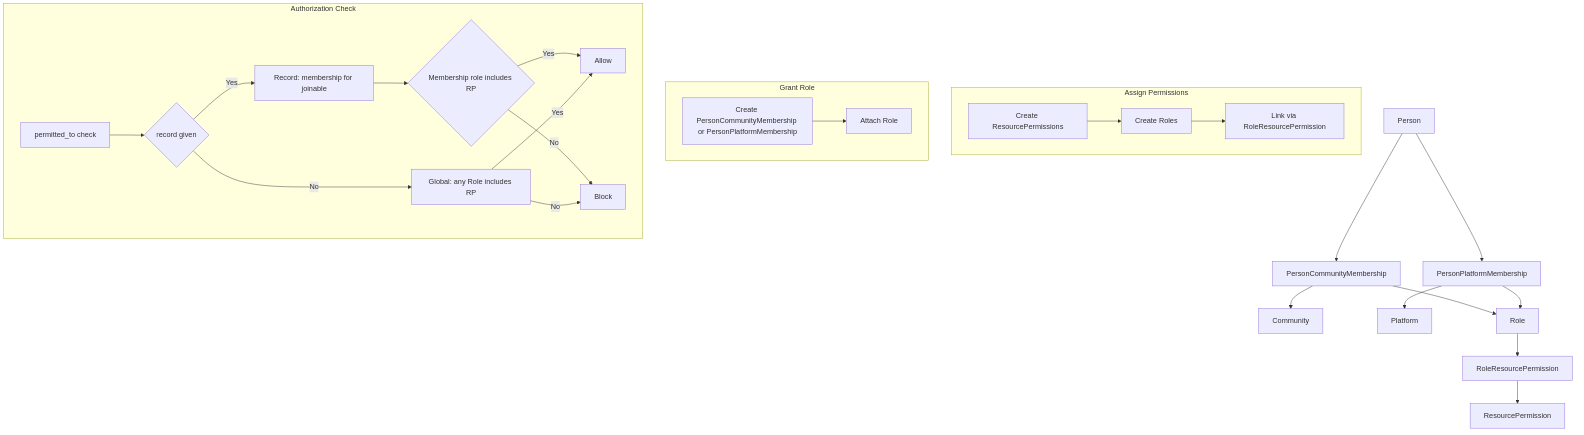 Authorization Check
permitted_to check
record given
Yes
No
Record: membership for
joinable
Membership role includes
RP
Global: any Role includes
RP
Yes
Yes
No
No
Allow
Block
Grant Role
Create
PersonCommunityMembership
or PersonPlatformMembership
Attach Role
Assign Permissions
Create
ResourcePermissions
Create Roles
Link via
RoleResourcePermission
Person
PersonCommunityMembership
PersonPlatformMembership
Community
Platform
Role
RoleResourcePermission
ResourcePermission